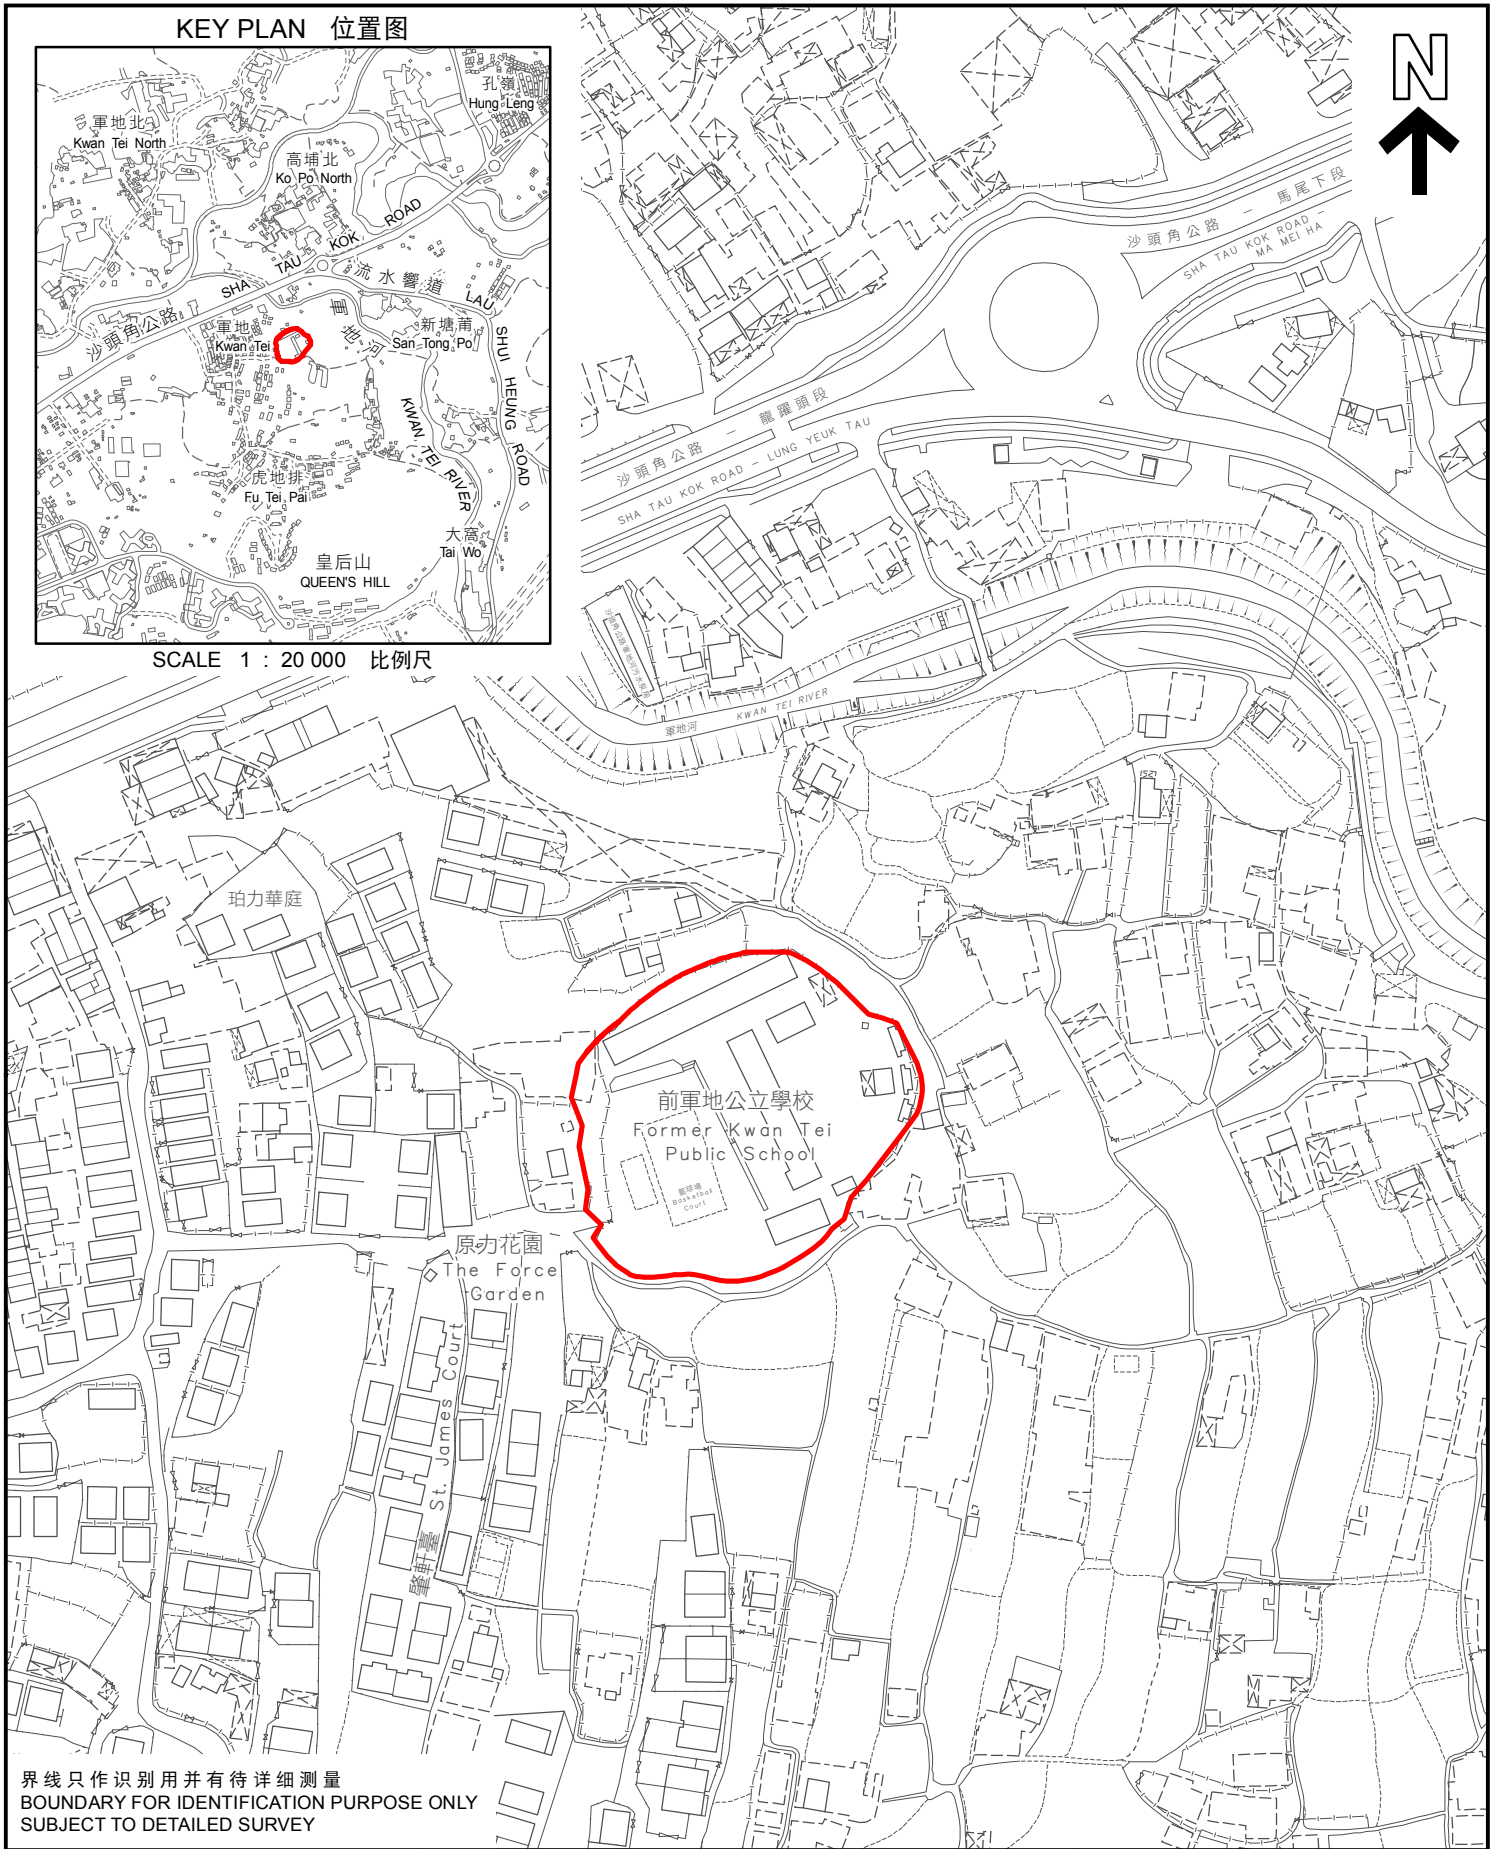 KEY PLAN 位置图
孔嶺
Hung Leng
軍地北
Kwan Tei North
高埔北
Ko Po North
SHA TAU KOK ROAD
沙頭角公路
流水響道
LAU SHUI HEUNG ROAD
軍地
Kwan Tei
軍地河
新塘莆
San Tong Po
KWAN TEI RIVER
虎地排
Fu Tei Pai
大窩
Tai Wo
皇后山
QUEEN'S HILL
SCALE 1 : 20 000 比例尺
N
沙頭角公路 - 馬尾下段
SHA TAU KOK ROAD -
MA MEI HA
沙頭角公路 - 龍躍頭段
SHA TAU KOK ROAD - LUNG YEUK TAU
軍地河 KWAN TEI RIVER
珀力華庭
前軍地公立學校
Former Kwan Tei
Public School
籃球場
Basketball
Court
原力花園
The Force
Garden
St. James Court
界线只作识别用并有待详细测量
BOUNDARY FOR IDENTIFICATION PURPOSE ONLY
SUBJECT TO DETAILED SURVEY